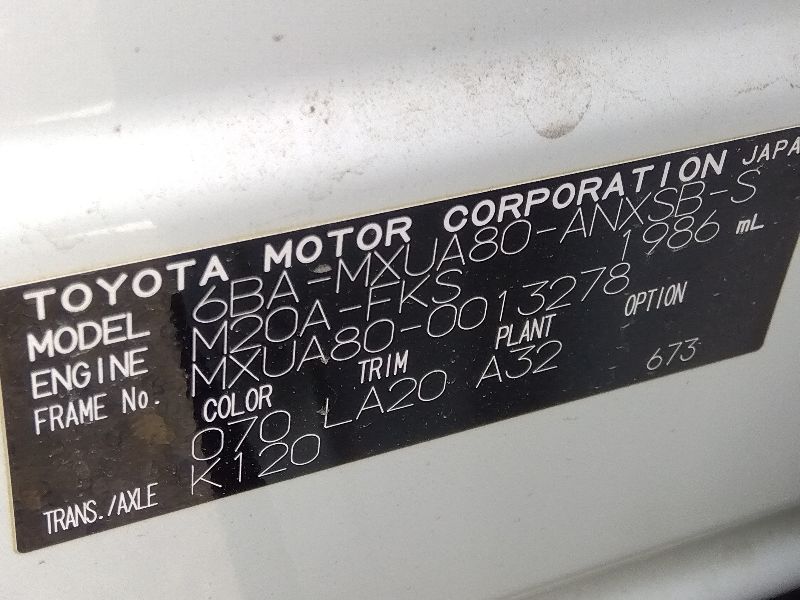 TOYOTA MOTOR CORPORATION JAPA
MODEL 6BA-MXUA80-ANXSB-S
ENGINE M20A-FKS 1986 mL
FRAME No. MXUA80-0013278
COLOR TRIM PLANT OPTION
070 LA20 A32 673
TRANS./AXLE K120